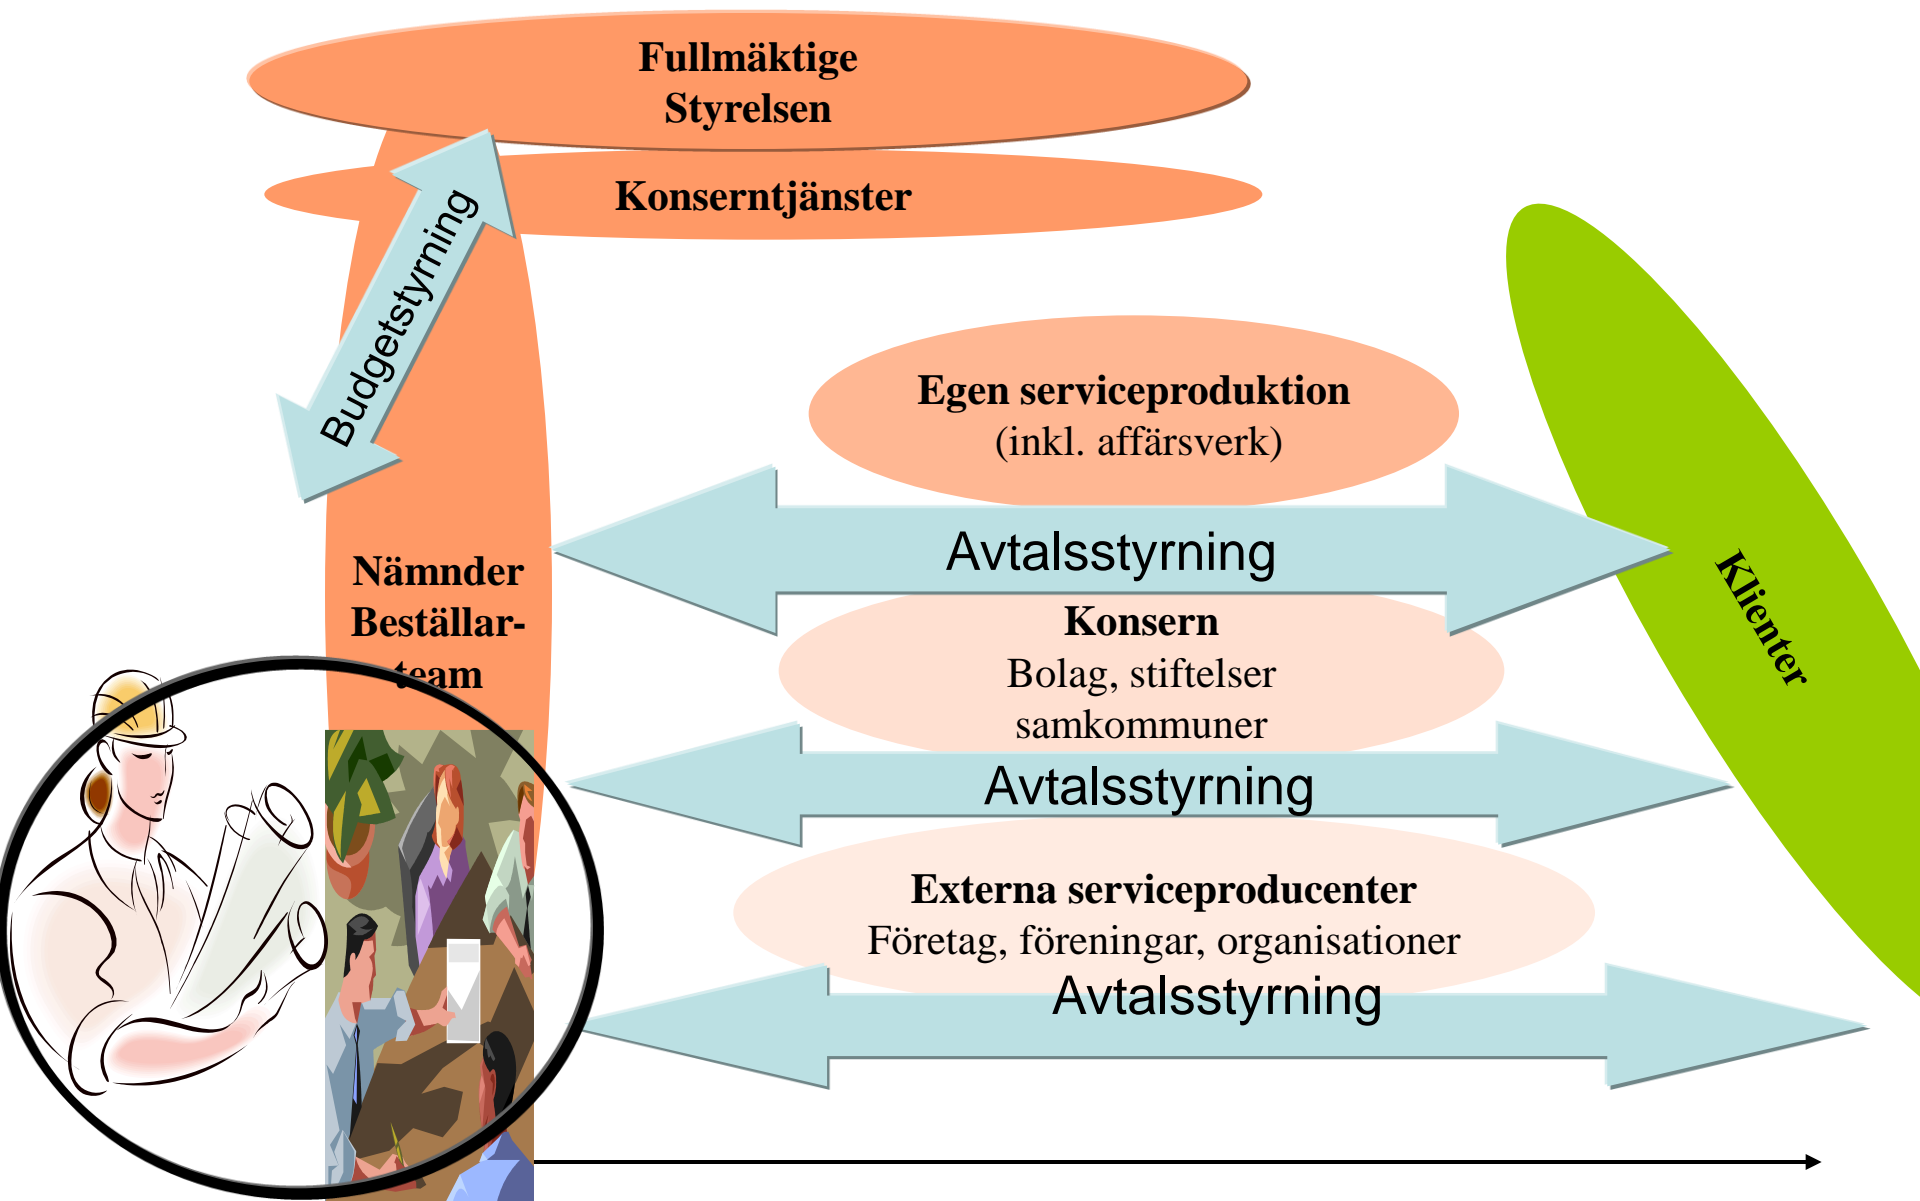 Fullmäktige
Styrelsen
Konserntjänster
Budgetstyrning
Egen serviceproduktion
(inkl. affärsverk)
Avtalsstyrning
Nämnder
Beställar-
team
Klienter
Konsern
Bolag, stiftelser
samkommuner
Avtalsstyrning
Externa serviceproducenter
Företag, föreningar, organisationer
Avtalsstyrning